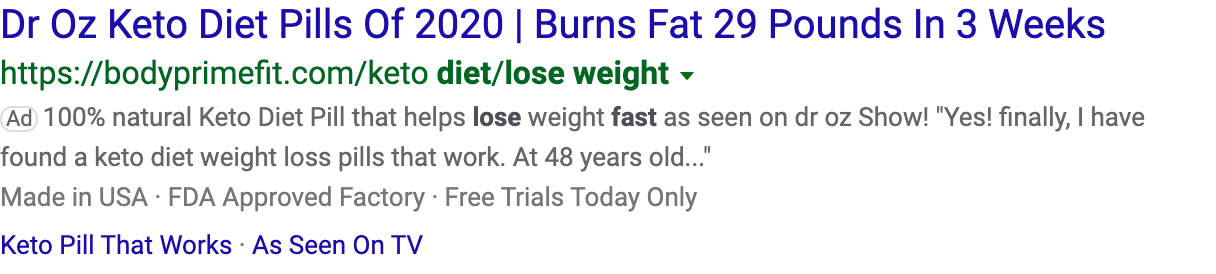 Dr Oz Keto Diet Pills Of 2020 | Burns Fat 29 Pounds In 3 Weeks
https://bodyprimefit.com/keto diet/lose weight
Ad 100% natural Keto Diet Pill that helps lose weight fast as seen on dr oz Show! "Yes! finally, I have
found a keto diet weight loss pills that work. At 48 years old..."
Made in USA · FDA Approved Factory · Free Trials Today Only
Keto Pill That Works · As Seen On TV